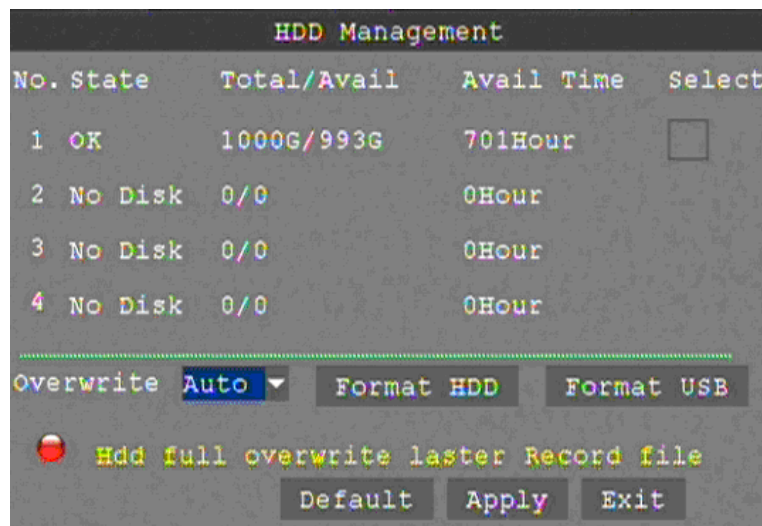 HDD Management
No. State Total/Avail Avail Time Select
1 OK 1000G/993G 701Hour
2 No Disk 0/0 0Hour
3 No Disk 0/0 0Hour
4 No Disk 0/0 0Hour
Overwrite Auto Format HDD Format USB
Hdd full overwrite laster Record file
Default Apply Exit